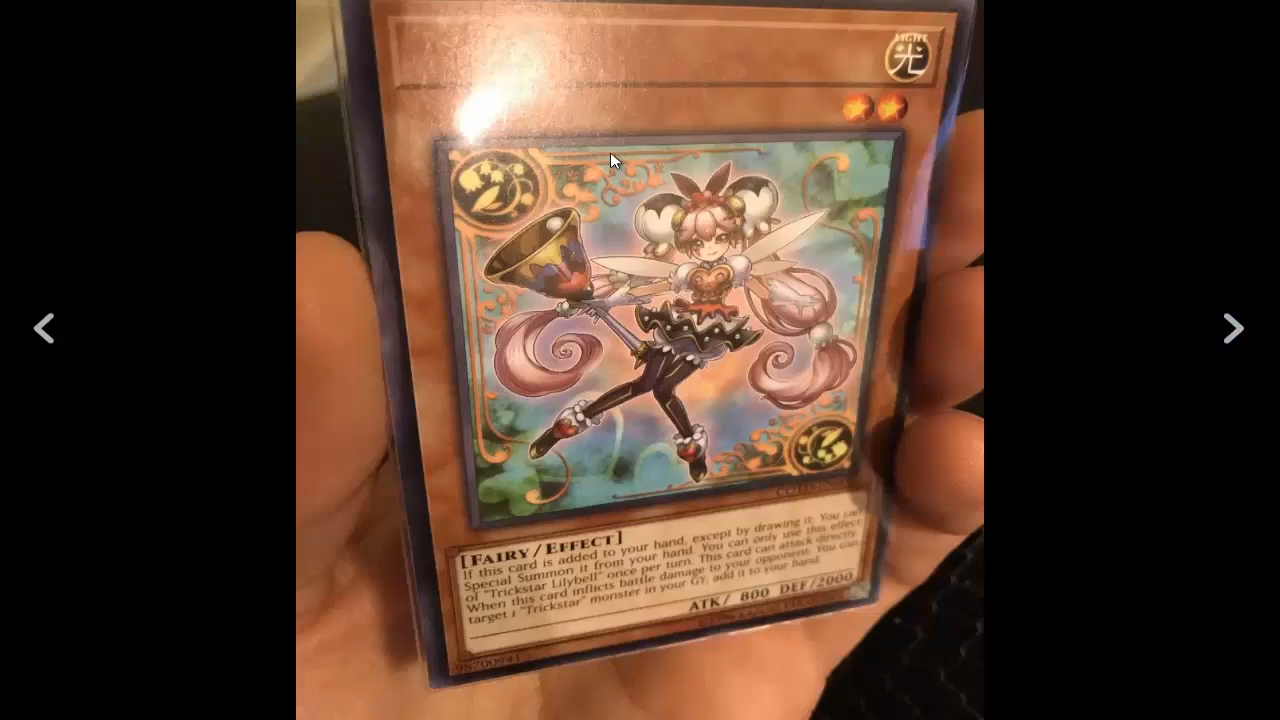 LIGHT
光
[FAIRY/EFFECT]
If this card is added to your hand, except by drawing it: You can
Special Summon it from your hand. You can only use this effect
of "Trickstar Lilybell" once per turn. This card can attack directly.
When this card inflicts battle damage to your opponent: You can
target 1 "Trickstar" monster in your GY; add it to your hand.
ATK/ 800 DEF/2000
98700941